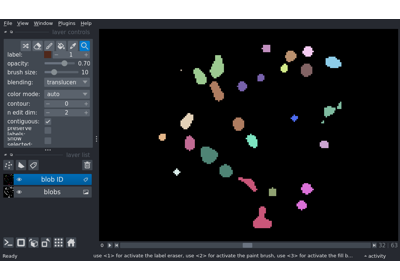 File View Window Plugins Help
layer controls
label: 1
opacity: 0.70
brush size: 10
blending: translucen
color mode: auto
contour: 0
n edit dim: 2
contiguous:
preserve labels:
show selected:
layer list
blob ID
blobs
32 63
Ready use <1> for activate the label eraser, use <2> for activate the paint brush, use <3> for activate the fill b... activity